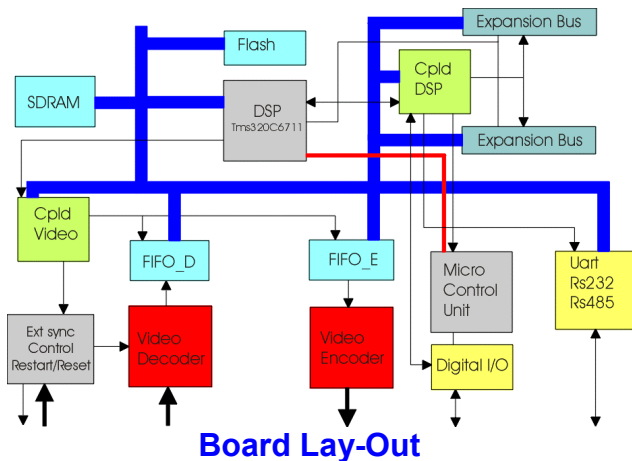 Flash
Expansion Bus
SDRAM
DSP
Tms320C6711
Cpld
DSP
Expansion Bus
Cpld
Video
FIFO_D
FIFO_E
Micro
Control
Unit
Uart
Rs232
Rs485
Ext sync
Control
Restart/Reset
Video
Decoder
Video
Encoder
Digital I/O
Board Lay-Out